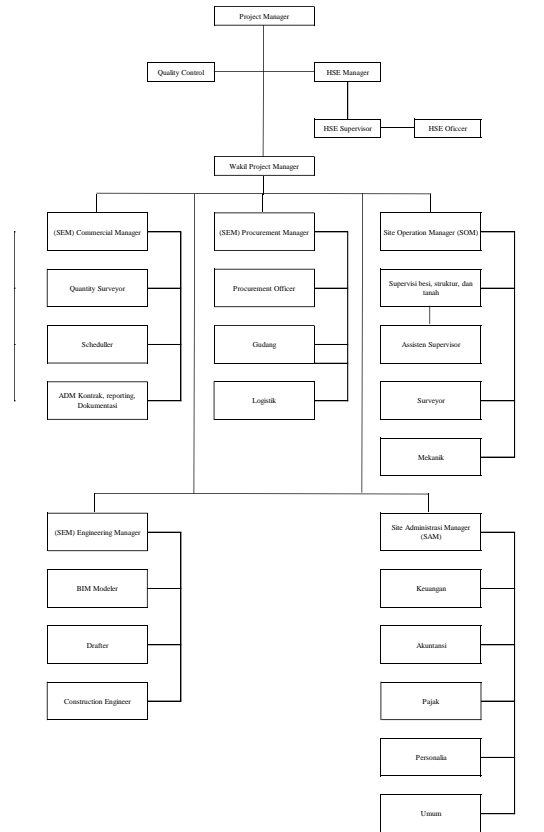 Project Manager
Quality Control
HSE Manager
HSE Supervisor
HSE Oficcer
Wakil Project Manager
(SEM) Commercial Manager
(SEM) Procurement Manager
Site Operation Manager (SOM)
Quantity Surveyor
Procurement Officer
Supervisi besi, struktur, dan
tanah
Scheduller
Gudang
Assisten Supervisor
ADM Kontrak, reporting,
Dokumentasi
Logistik
Surveyor
Mekanik
(SEM) Engineering Manager
Site Administrasi Manager
(SAM)
BIM Modeler
Keuangan
Drafter
Akuntansi
Construction Engineer
Pajak
Personalia
Umum